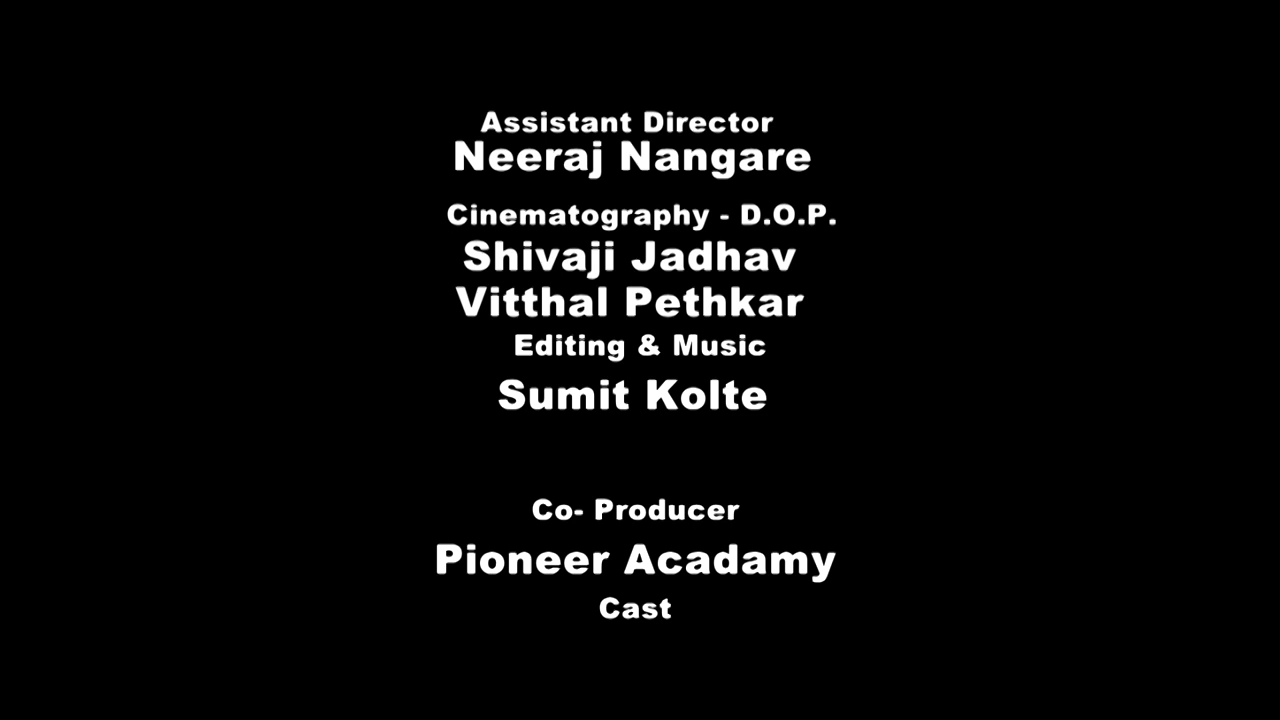 Assistant Director
Neeraj Nangare
Cinematography - D.O.P.
Shivaji Jadhav
Vitthal Pethkar
Editing & Music
Sumit Kolte
Co- Producer
Pioneer Acadamy
Cast